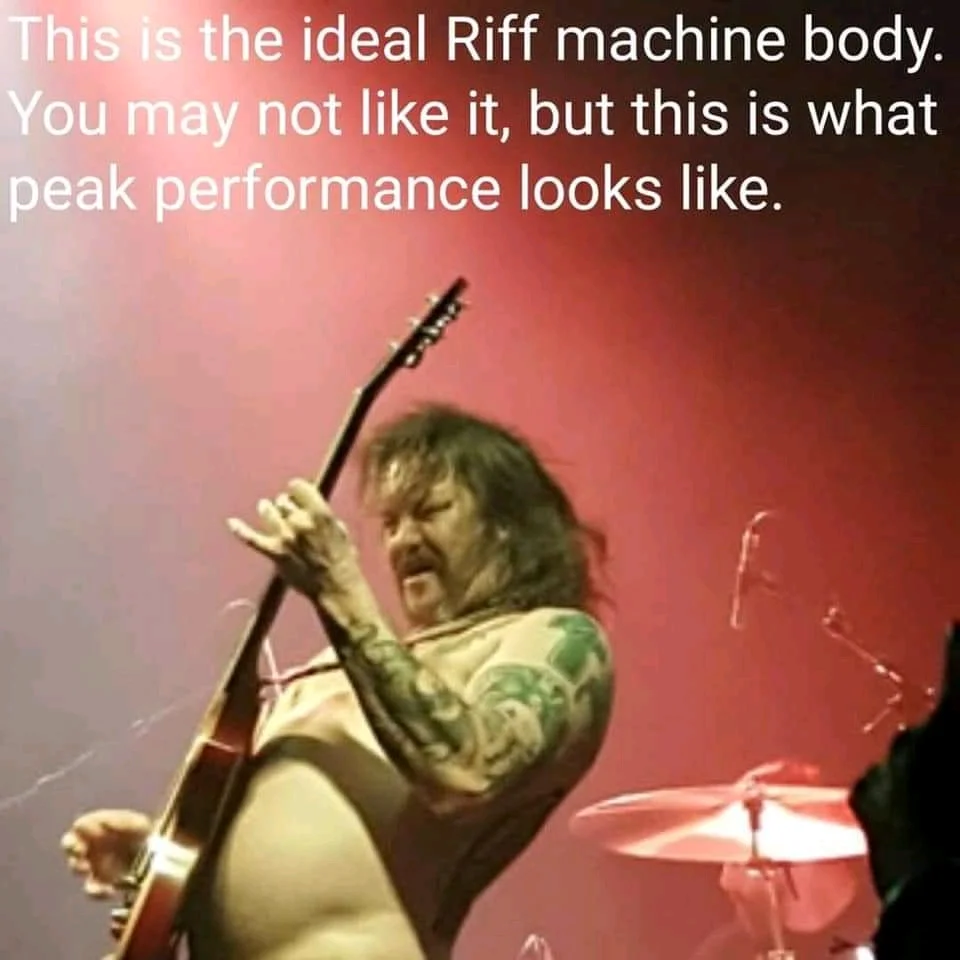 This is the ideal Riff machine body.
You may not like it, but this is what
peak performance looks like.